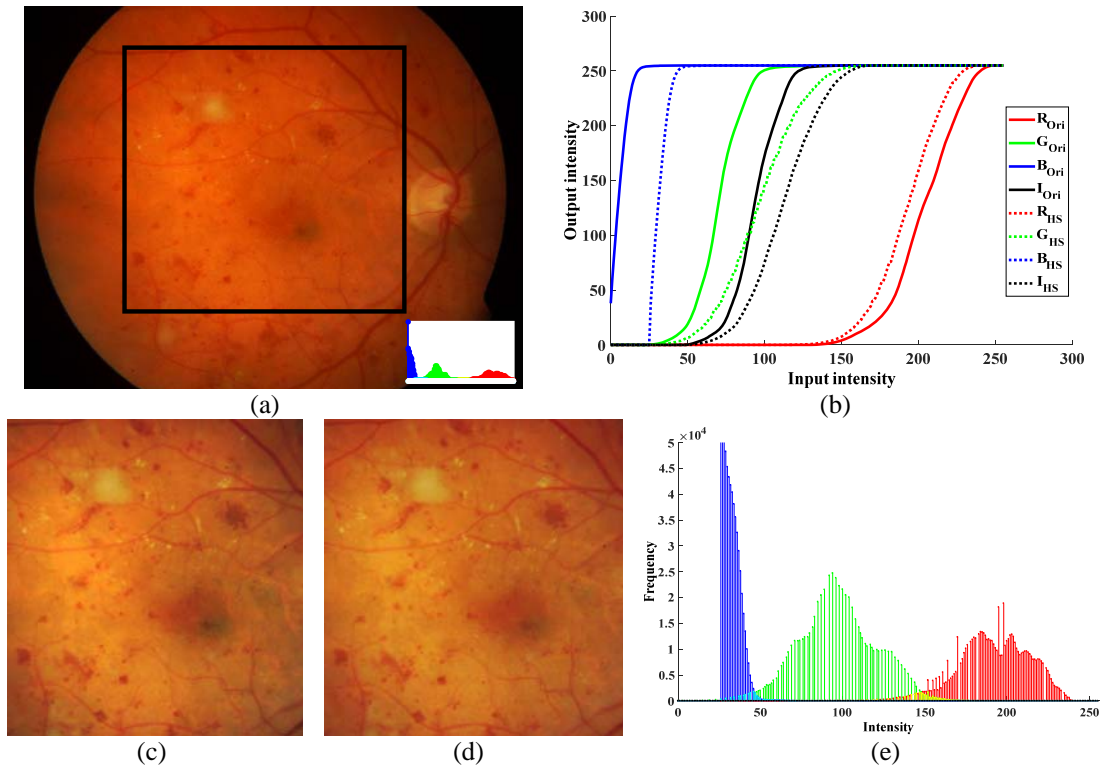 300
250
200
150
100
50
0
Output intensity
0 50 100 150 200 250 300
Input intensity
R_Ori
G_Ori
B_Ori
I_Ori
R_HS
G_HS
B_HS
I_HS
(a)
(b)
×10^4
5
4.5
4
3.5
3
2.5
2
1.5
1
0.5
0
Frequency
0 50 100 150 200 250
Intensity
(c)
(d)
(e)